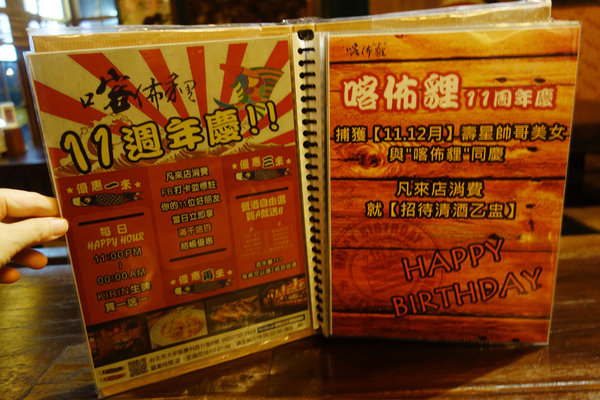 喀佈貍
11週年慶!!
優惠一來
每日
HAPPY HOUR
11:00PM
|
00:00AM
KIRIN生啤
買一送一
凡來店消費
FB打卡並標註
你的11位好朋友
當日立即享
滿千送百
結帳優惠
優惠再來
優惠三來
喀佈貍
喀佈貍11周年慶
捕獲【11.12月】壽星帥哥美女
與"喀佈貍"同慶
凡來店消費
就【招待清酒乙盅】
HAPPY
BIRTHDAY